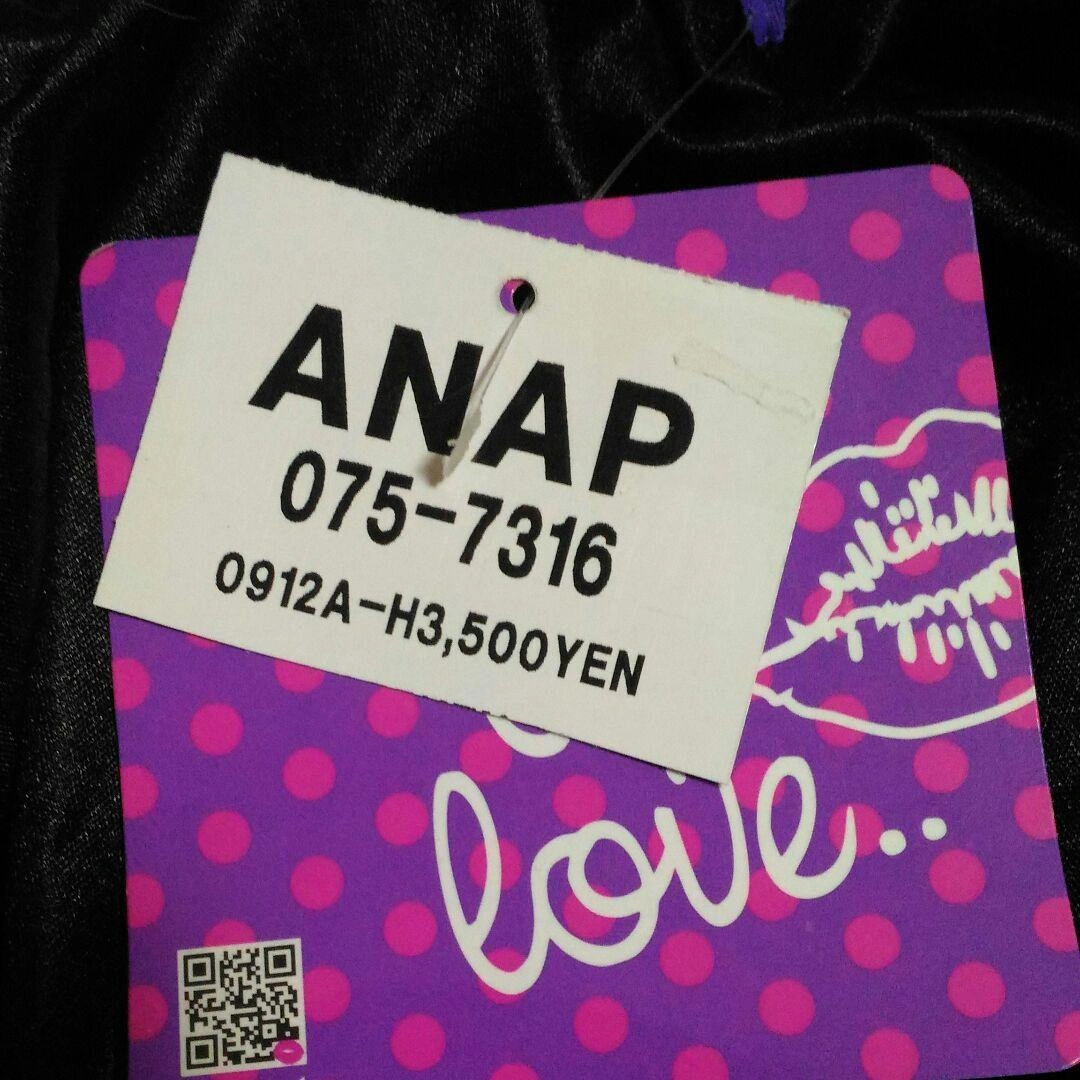 ANAP
075-7316
0912A-H3,500YEN
love..